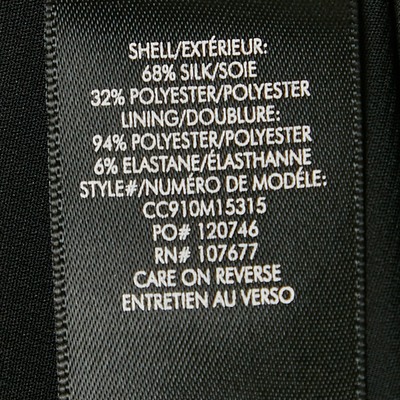 SHELL/EXTÉRIEUR:
68% SILK/SOIE
32% POLYESTER/POLYESTER
LINING/DOUBLURE:
94% POLYESTER/POLYESTER
6% ELASTANE/ÉLASTHANNE
STYLE#/NUMÉRO DE MODÉLE:
CC910M15315
PO# 120746
RN# 107677
CARE ON REVERSE
ENTRETIEN AU VERSO